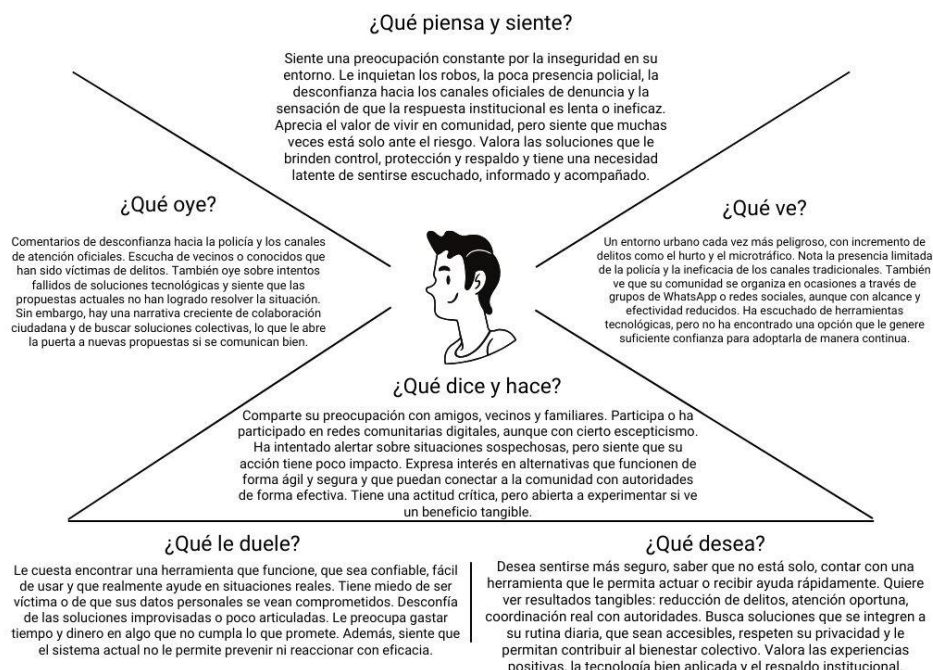 ¿Qué piensa y siente?
Siente una preocupación constante por la inseguridad en su
entorno. Le inquietan los robos, la poca presencia policial, la
desconfianza hacia los canales oficiales de denuncia y la
sensación de que la respuesta institucional es lenta o ineficaz.
Aprecia el valor de vivir en comunidad, pero siente que muchas
veces está solo ante el riesgo. Valora las soluciones que le
brinden control, protección y respaldo y tiene una necesidad
latente de sentirse escuchado, informado y acompañado.
¿Qué oye?
Comentarios de desconfianza hacia la policía y los canales
de atención oficiales. Escucha de vecinos o conocidos que
han sido víctimas de delitos. También oye sobre intentos
fallidos de soluciones tecnológicas y siente que las
propuestas actuales no han logrado resolver la situación.
Sin embargo, hay una narrativa creciente de colaboración
ciudadana y de buscar soluciones colectivas, lo que le abre
la puerta a nuevas propuestas si se comunican bien.
¿Qué ve?
Un entorno urbano cada vez más peligroso, con incremento de
delitos como el hurto y el microtráfico. Nota la presencia limitada
de la policía y la ineficacia de los canales tradicionales. También
ve que su comunidad se organiza en ocasiones a través de
grupos de WhatsApp o redes sociales, aunque con alcance y
efectividad reducidos. Ha escuchado de herramientas
tecnológicas, pero no ha encontrado una opción que le genere
suficiente confianza para adoptarla de manera continua.
¿Qué dice y hace?
Comparte su preocupación con amigos, vecinos y familiares. Participa o ha
participado en redes comunitarias digitales, aunque con cierto escepticismo.
Ha intentado alertar sobre situaciones sospechosas, pero siente que su
acción tiene poco impacto. Expresa interés en alternativas que funcionen de
forma ágil y segura y que puedan conectar a la comunidad con autoridades
de forma efectiva. Tiene una actitud crítica, pero abierta a experimentar si ve
un beneficio tangible.
¿Qué le duele?
Le cuesta encontrar una herramienta que funcione, que sea confiable, fácil
de usar y que realmente ayude en situaciones reales. Tiene miedo de ser
víctima o de que sus datos personales se vean comprometidos. Desconfía
de las soluciones improvisadas o poco articuladas. Le preocupa gastar
tiempo y dinero en algo que no cumpla lo que promete. Además, siente que
el sistema actual no le permite prevenir ni reaccionar con eficacia.
¿Qué desea?
Desea sentirse más seguro, saber que no está solo, contar con una
herramienta que le permita actuar o recibir ayuda rápidamente. Quiere
ver resultados tangibles: reducción de delitos, atención oportuna,
coordinación real con autoridades. Busca soluciones que se integren a
su rutina diaria, que sean accesibles, respeten su privacidad y le
permitan contribuir al bienestar colectivo. Valora las experiencias
positivas, la tecnología bien aplicada y el respaldo institucional.